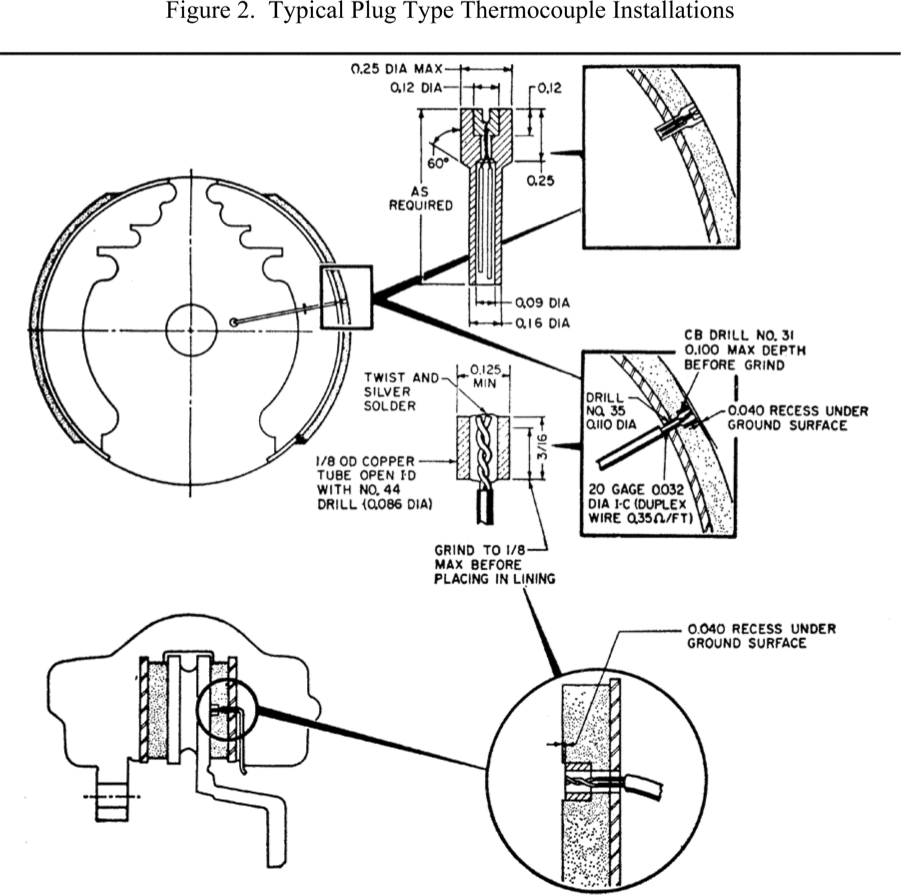 Figure 2. Typical Plug Type Thermocouple Installations
0.25 DIA MAX
0.12 DIA
0.12
60°
0.25
AS
REQUIRED
0.09 DIA
0.16 DIA
CB DRILL NO. 31
0.100 MAX DEPTH
BEFORE GRIND
TWIST AND
SILVER
SOLDER
0.125
MIN
DRILL
NO. 35
0.110 DIA
0.040 RECESS UNDER
GROUND SURFACE
3/16
1/8 OD COPPER
TUBE OPEN I-D
WITH NO. 44
DRILL (0.086 DIA)
20 GAGE 0.032
DIA I-C (DUPLEX
WIRE 0.35Ω/FT)
GRIND TO 1/8
MAX BEFORE
PLACING IN LINING
0.040 RECESS UNDER
GROUND SURFACE